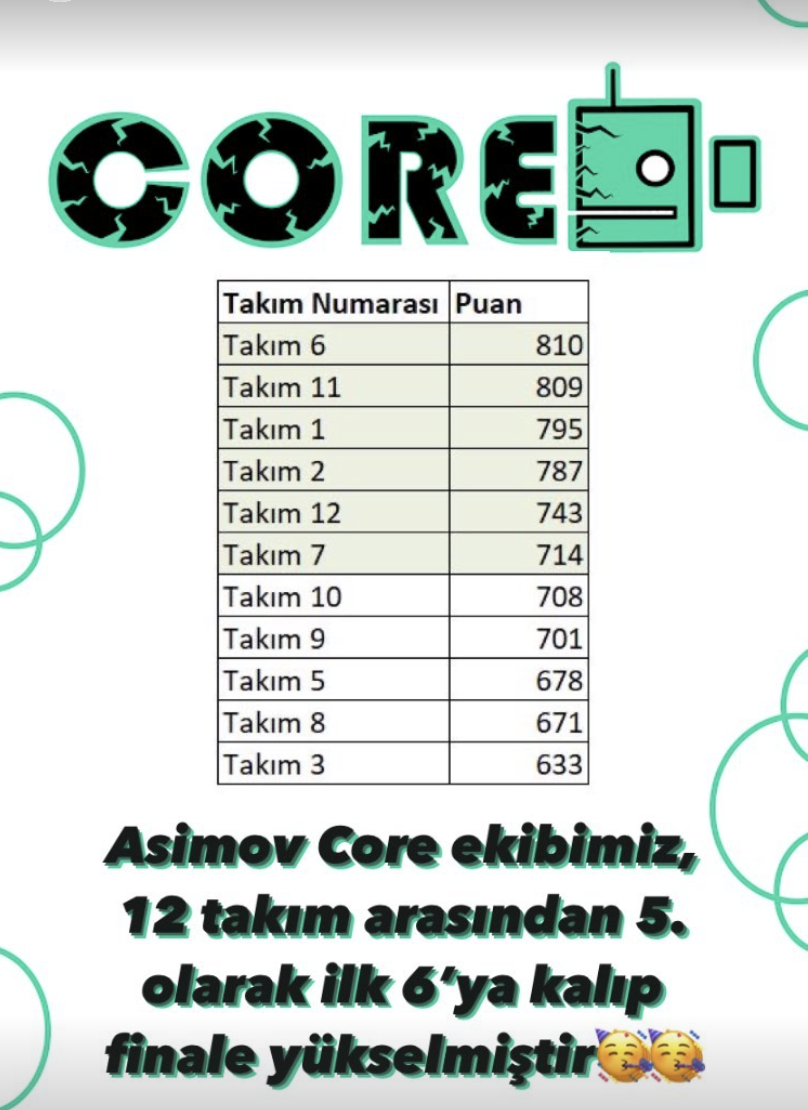 CORE
Takım Numarası Puan
Takım 6 810
Takım 11 809
Takım 1 795
Takım 2 787
Takım 12 743
Takım 7 714
Takım 10 708
Takım 9 701
Takım 5 678
Takım 8 671
Takım 3 633
Asimov Core ekibimiz,
12 takım arasından 5.
olarak ilk 6’ya kalıp
finale yükselmiştir🥳🥳